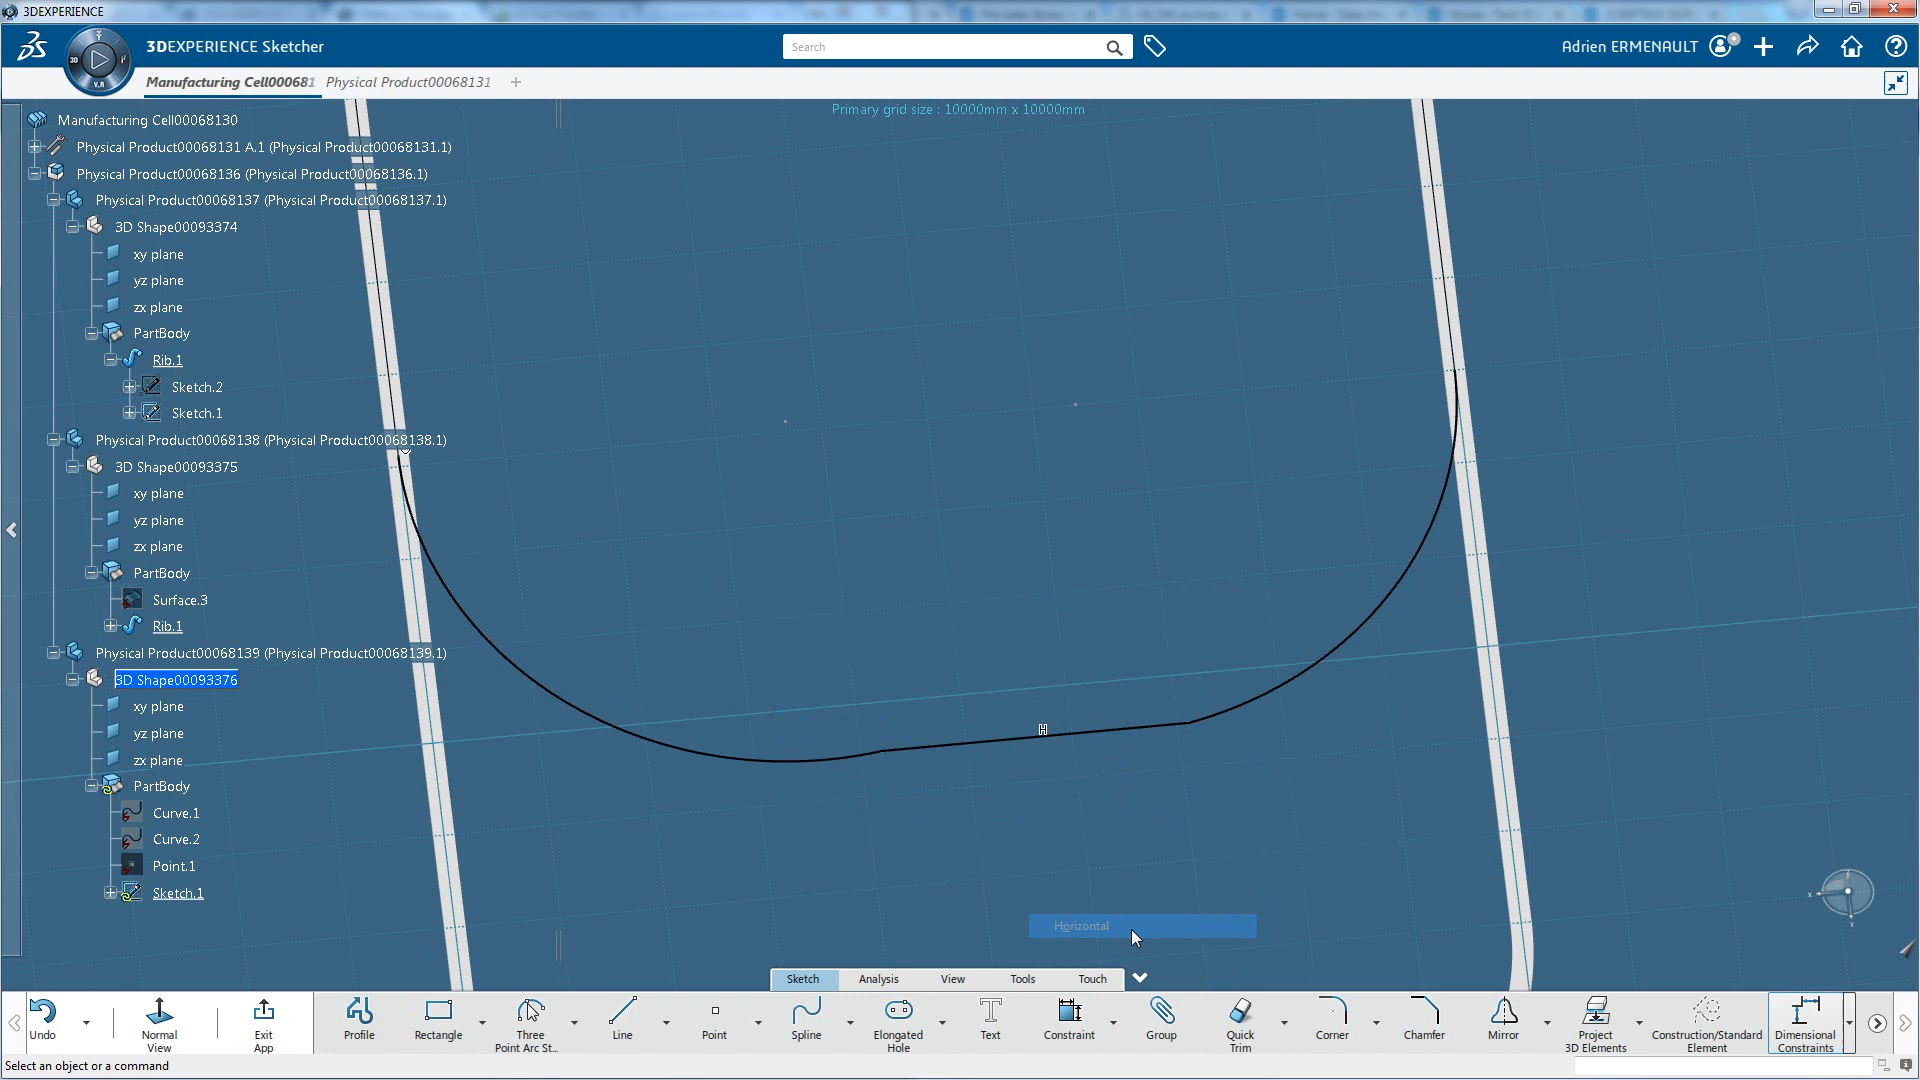 3DEXPERIENCE
3DEXPERIENCE Sketcher
Search
Adrien ERMENAULT
Manufacturing Cell000681
Physical Product00068131
Primary grid size : 10000mm x 10000mm
Manufacturing Cell00068130
Physical Product00068131 A.1 (Physical Product00068131.1)
Physical Product00068136 (Physical Product00068136.1)
Physical Product00068137 (Physical Product00068137.1)
3D Shape00093374
xy plane
yz plane
zx plane
PartBody
Rib.1
Sketch.2
Sketch.1
Physical Product00068138 (Physical Product00068138.1)
3D Shape00093375
xy plane
yz plane
zx plane
PartBody
Surface.3
Rib.1
Physical Product00068139 (Physical Product00068139.1)
3D Shape00093376
xy plane
yz plane
zx plane
PartBody
Curve.1
Curve.2
Point.1
Sketch.1
H
Horizontal
Sketch
Analysis
View
Tools
Touch
Undo
Normal View
Exit App
Profile
Rectangle
Three Point Arc St...
Line
Point
Spline
Elongated Hole
Text
Constraint
Group
Quick Trim
Corner
Chamfer
Mirror
Project 3D Elements
Construction/Standard Element
Dimensional Constraints
Select an object or a command